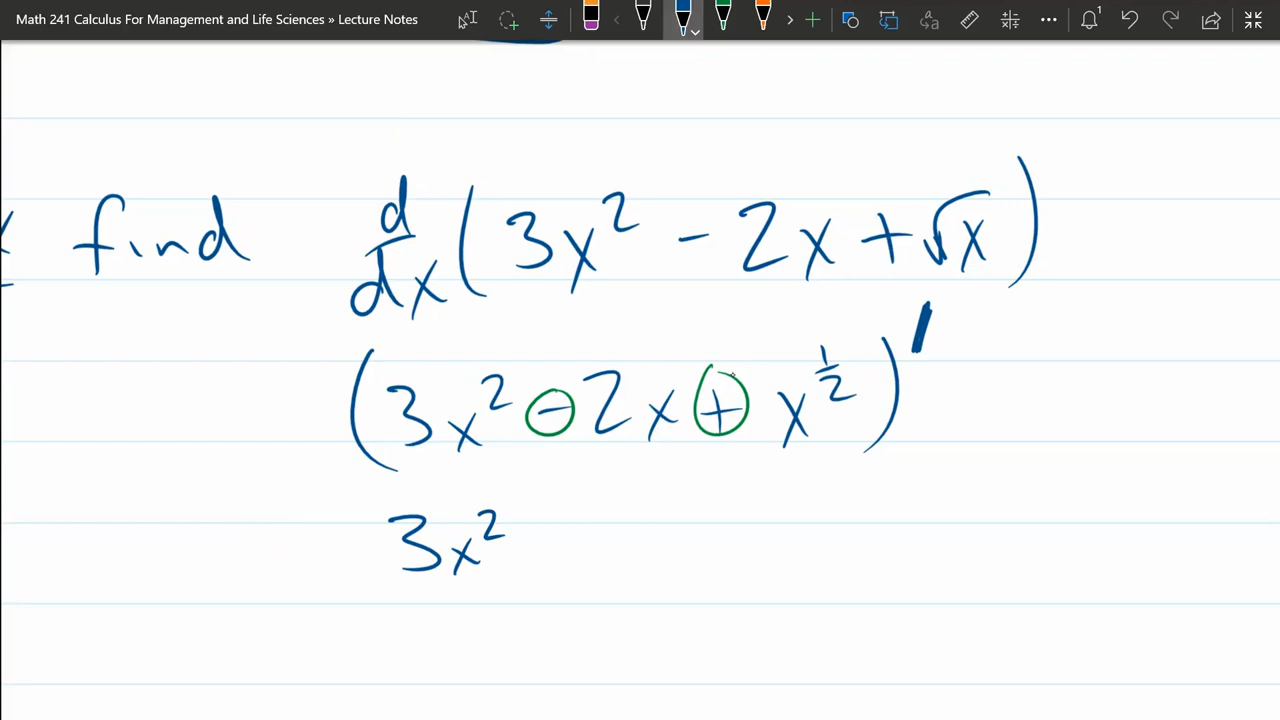 Math 241 Calculus For Management and Life Sciences » Lecture Notes
1
find d/dx (3x² - 2x + √x)
(3x² - 2x + x^{1/2})'
3x²